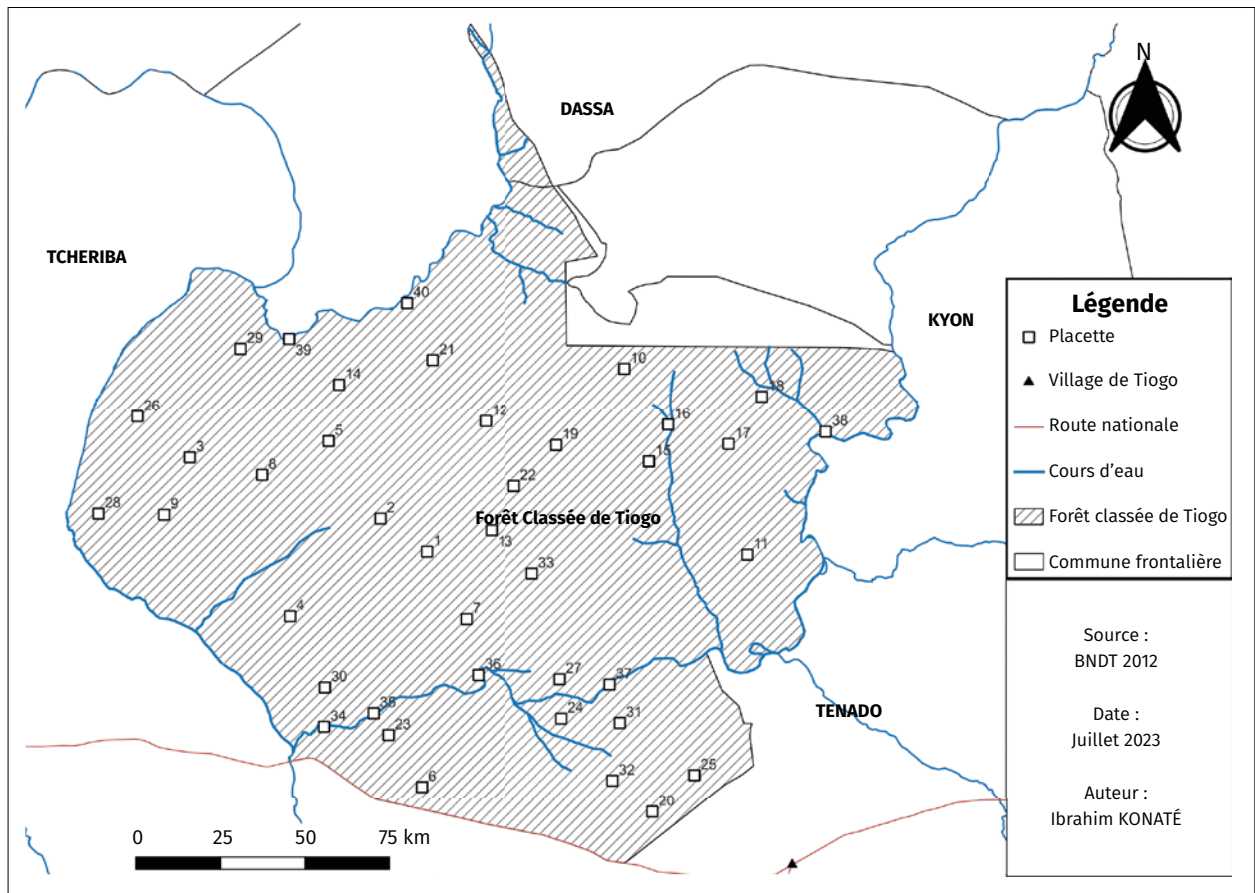 N
DASSA
TCHERIBA
KYON
40
29
39
21
10
14
18
26
12
16
38
5
19
17
3
15
8
22
28
9
2
Forêt Classée de Tiogo
13
1
11
33
4
7
36
27
37
30
35
24
31
34
23
TENADO
32
25
6
20
0 25 50 75 km
Légende
Placette
Village de Tiogo
Route nationale
Cours d'eau
Forêt classée de Tiogo
Commune frontalière
Source :
BNDT 2012
Date :
Juillet 2023
Auteur :
Ibrahim KONATÉ